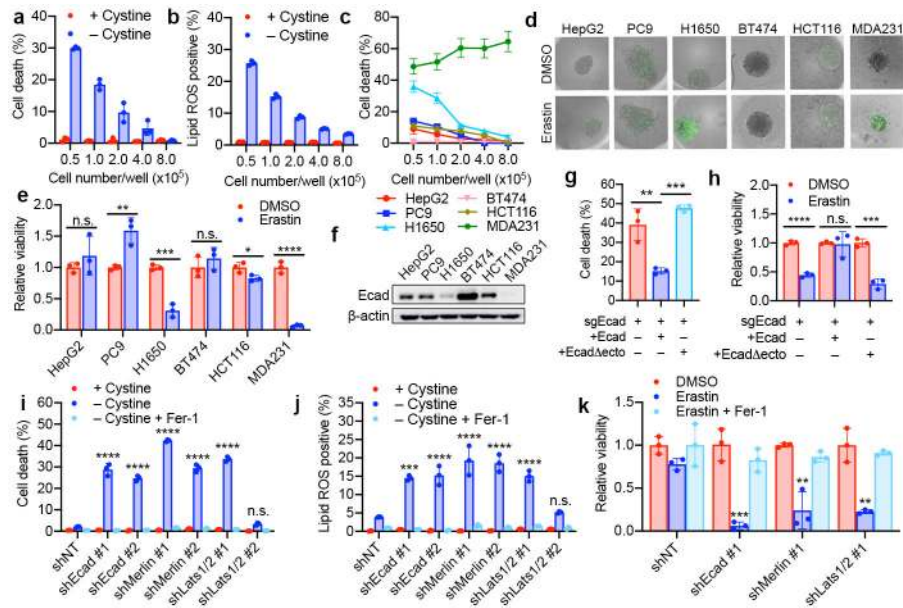 a
+ Cystine
– Cystine
Cell death (%)
40
30
20
10
0
0.5 1.0 2.0 4.0 8.0
Cell number/well (x10⁵)
b
+ Cystine
– Cystine
Lipid ROS positive (%)
40
30
20
10
0
0.5 1.0 2.0 4.0 8.0
Cell number/well (x10⁵)
c
Cell death (%)
80
60
40
20
0
0.5 1.0 2.0 4.0 8.0
Cell number/well (x10⁵)
HepG2
PC9
H1650
BT474
HCT116
MDA231
d
HepG2 PC9 H1650 BT474 HCT116 MDA231
DMSO
Erastin
e
Relative viability
2.0
1.5
1.0
0.5
0.0
n.s. ** *** n.s. * ****
DMSO
Erastin
HepG2 PC9 H1650 BT474 HCT116 MDA231
f
HepG2 PC9 H1650 BT474 HCT116 MDA231
Ecad
β-actin
g
Cell death (%)
60
50
40
30
20
10
0
** ***
sgEcad + + +
+Ecad +
+EcadΔecto +
h
DMSO
Erastin
Relative viability
2.0
1.5
1.0
0.5
0.0
**** n.s. ***
sgEcad + + +
+Ecad +
+EcadΔecto +
i
+ Cystine
– Cystine
– Cystine + Fer-1
Cell death (%)
50
40
30
20
10
0
**** **** **** **** **** n.s.
shNT
shEcad #1
shEcad #2
shMerlin #1
shMerlin #2
shLats1/2 #1
shLats1/2 #2
j
+ Cystine
– Cystine
– Cystine + Fer-1
Lipid ROS positive (%)
30
25
20
15
10
5
0
*** **** **** **** **** n.s.
shNT
shEcad #1
shEcad #2
shMerlin #1
shMerlin #2
shLats1/2 #1
shLats1/2 #2
k
DMSO
Erastin
Erastin + Fer-1
Relative viability
1.5
1.0
0.5
0.0
*** ** **
shNT
shEcad #1
shMerlin #1
shLats1/2 #1